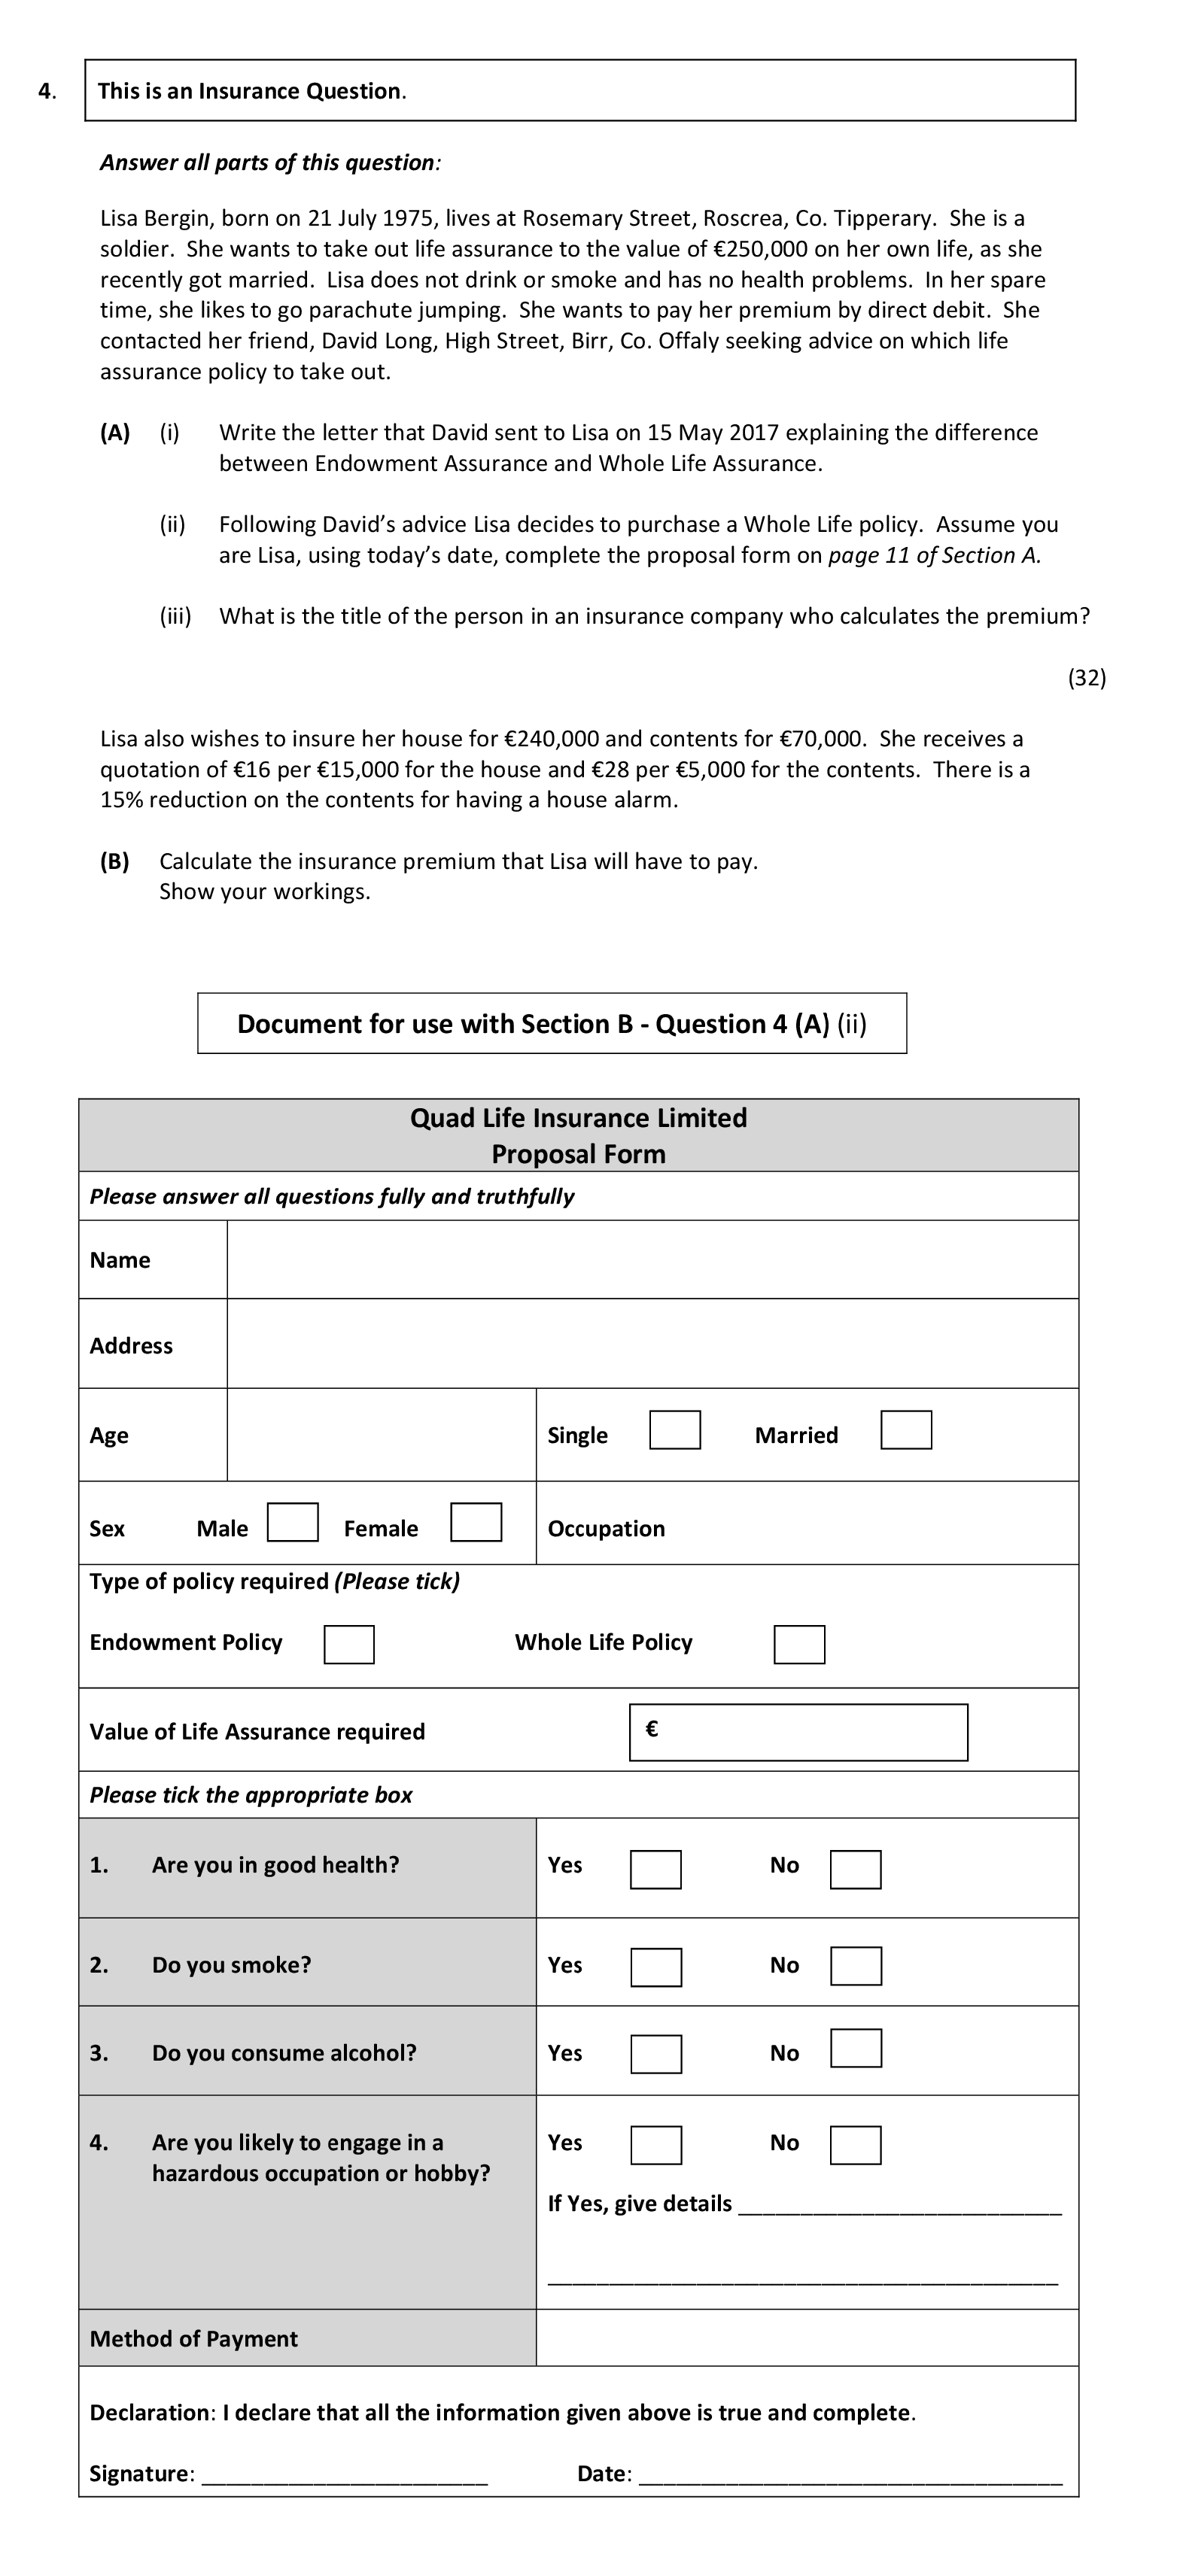 4. This is an Insurance Question.
Answer all parts of this question:
Lisa Bergin, born on 21 July 1975, lives at Rosemary Street, Roscrea, Co. Tipperary. She is a
soldier. She wants to take out life assurance to the value of €250,000 on her own life, as she
recently got married. Lisa does not drink or smoke and has no health problems. In her spare
time, she likes to go parachute jumping. She wants to pay her premium by direct debit. She
contacted her friend, David Long, High Street, Birr, Co. Offaly seeking advice on which life
assurance policy to take out.
(A) (i) Write the letter that David sent to Lisa on 15 May 2017 explaining the difference
between Endowment Assurance and Whole Life Assurance.
(ii) Following David’s advice Lisa decides to purchase a Whole Life policy. Assume you
are Lisa, using today’s date, complete the proposal form on page 11 of Section A.
(iii) What is the title of the person in an insurance company who calculates the premium?
(32)
Lisa also wishes to insure her house for €240,000 and contents for €70,000. She receives a
quotation of €16 per €15,000 for the house and €28 per €5,000 for the contents. There is a
15% reduction on the contents for having a house alarm.
(B) Calculate the insurance premium that Lisa will have to pay.
Show your workings.
Document for use with Section B - Question 4 (A) (ii)
Quad Life Insurance Limited
Proposal Form
Please answer all questions fully and truthfully
Name
Address
Age Single Married
Sex Male Female Occupation
Type of policy required (Please tick)
Endowment Policy Whole Life Policy
Value of Life Assurance required €
Please tick the appropriate box
1. Are you in good health? Yes No
2. Do you smoke? Yes No
3. Do you consume alcohol? Yes No
4. Are you likely to engage in a Yes No
hazardous occupation or hobby?
If Yes, give details __________________________
_________________________________________
Method of Payment
Declaration: I declare that all the information given above is true and complete.
Signature: _______________________ Date: __________________________________